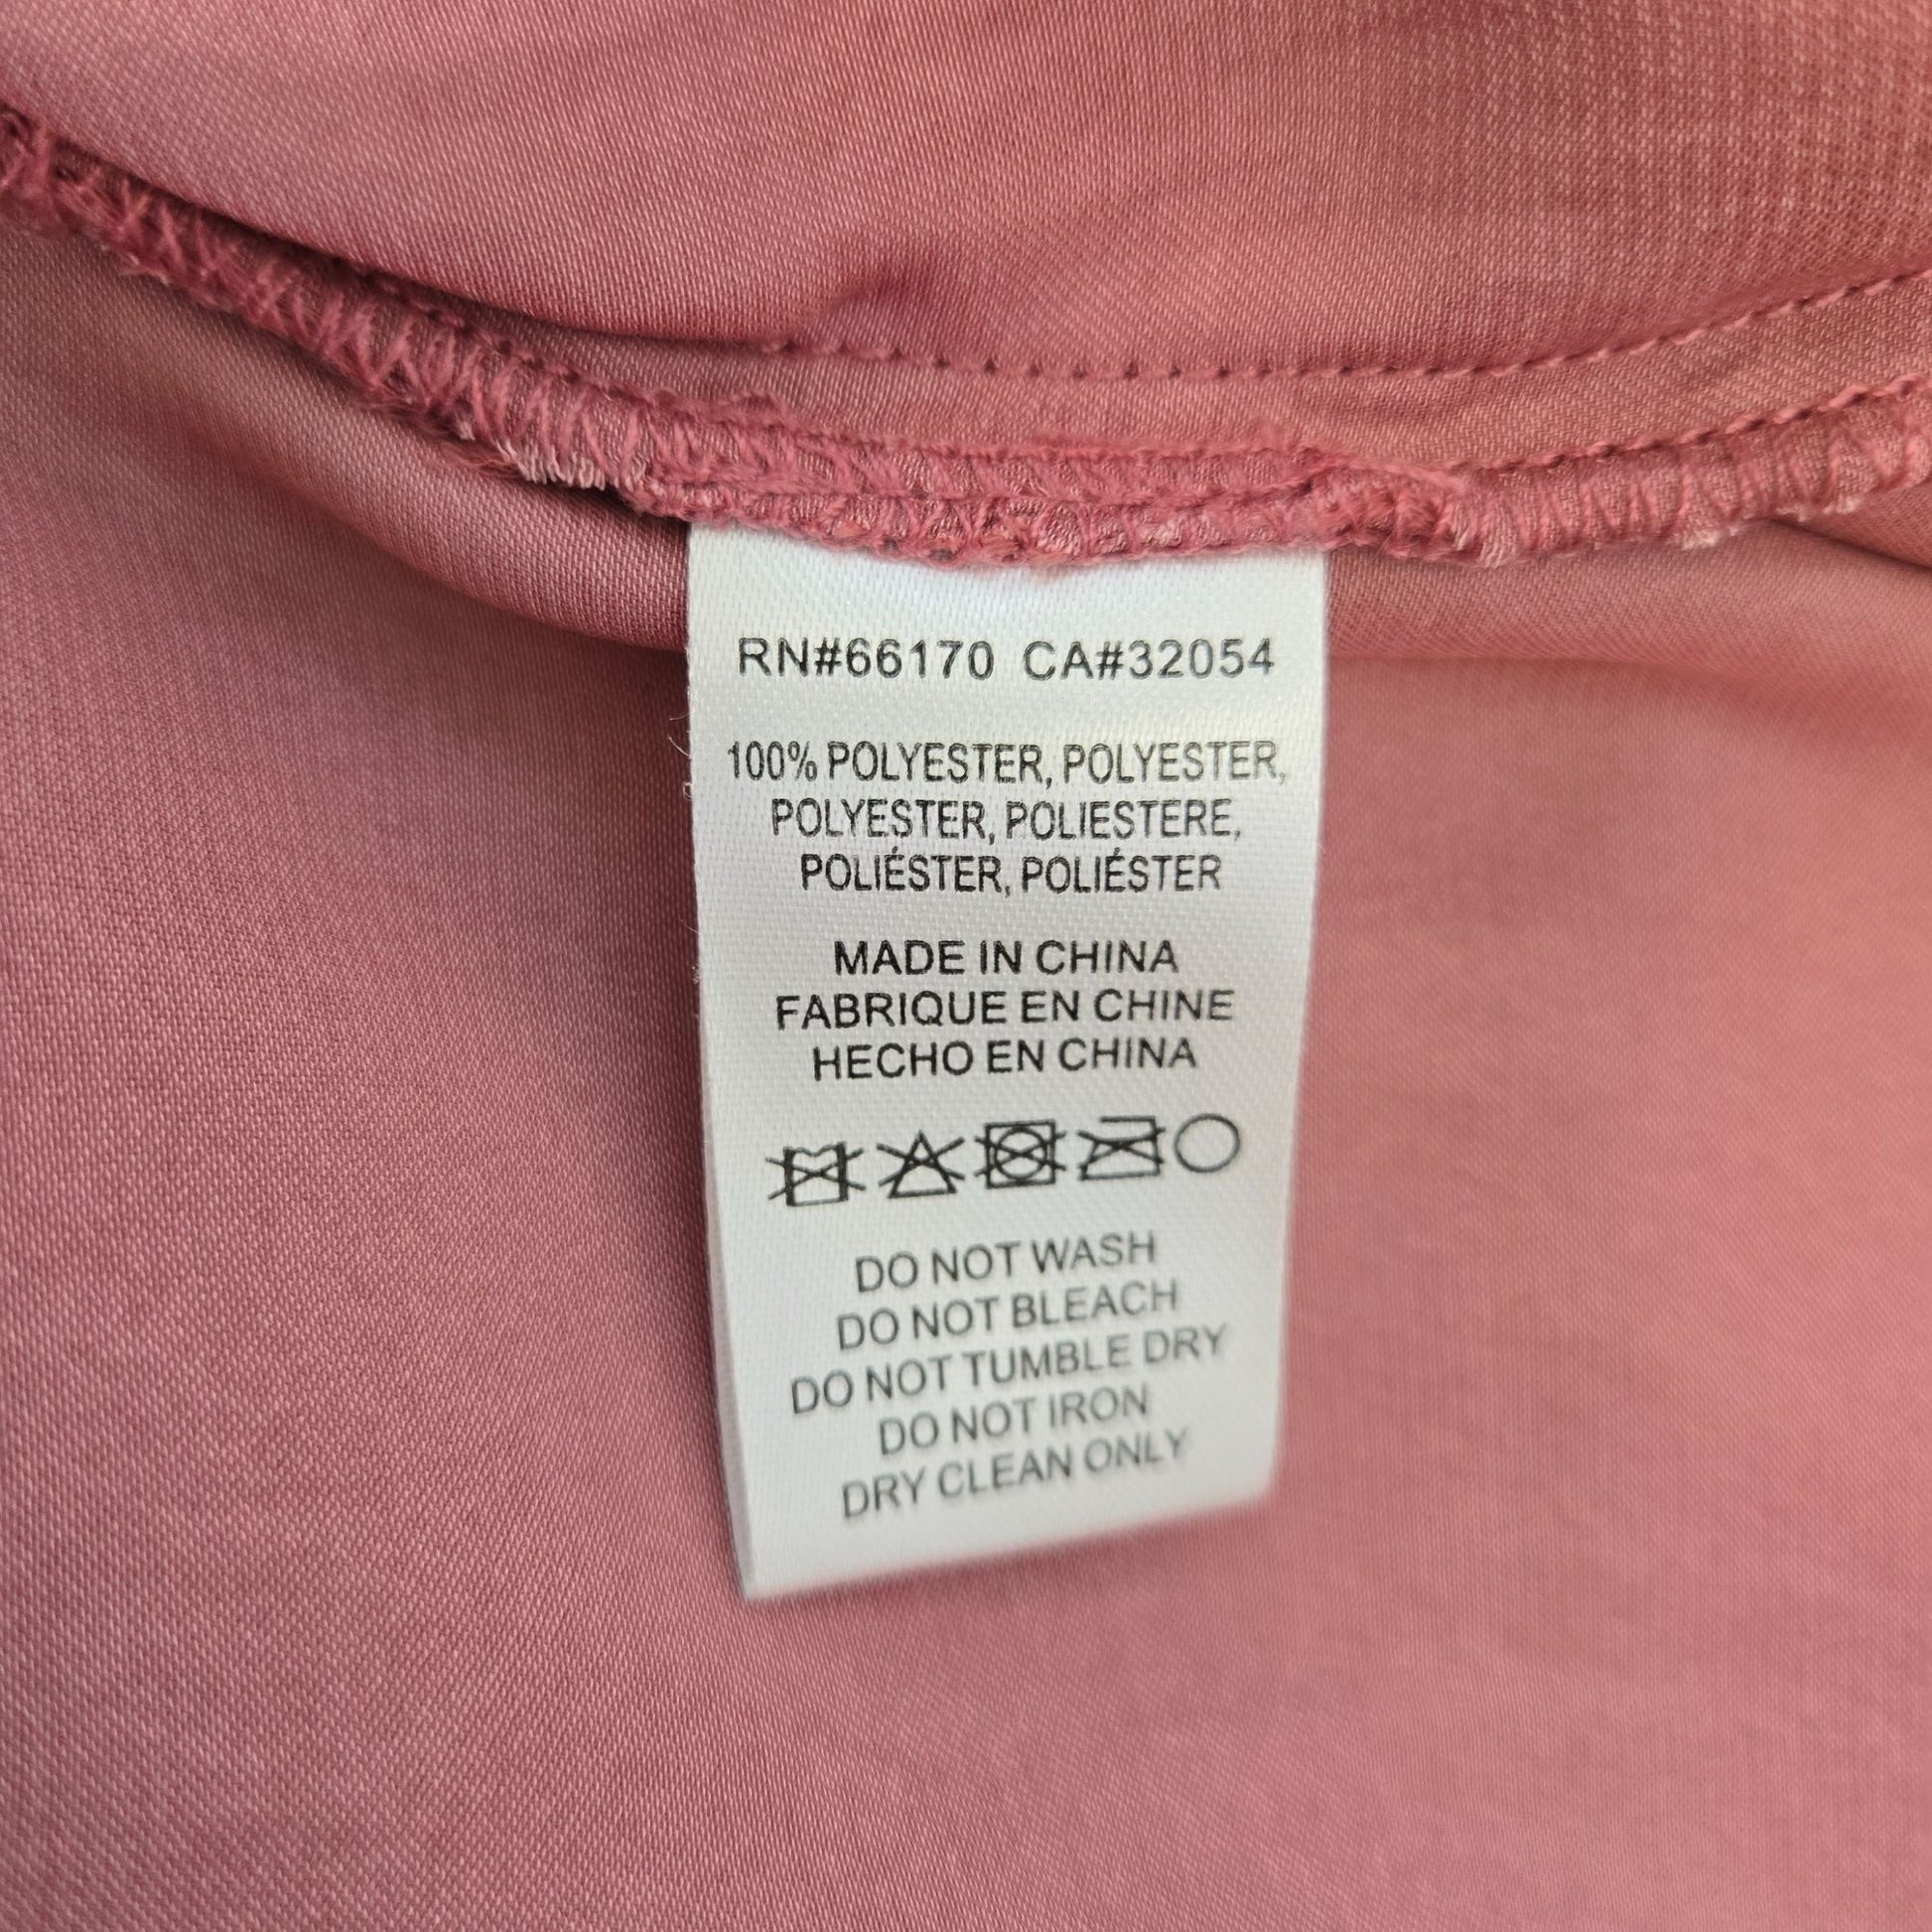 RN#66170 CA#32054
100% POLYESTER, POLYESTER,
POLYESTER, POLIESTERE,
POLIÉSTER, POLIÉSTER
MADE IN CHINA
FABRIQUE EN CHINE
HECHO EN CHINA
DO NOT WASH
DO NOT BLEACH
DO NOT TUMBLE DRY
DO NOT IRON
DRY CLEAN ONLY